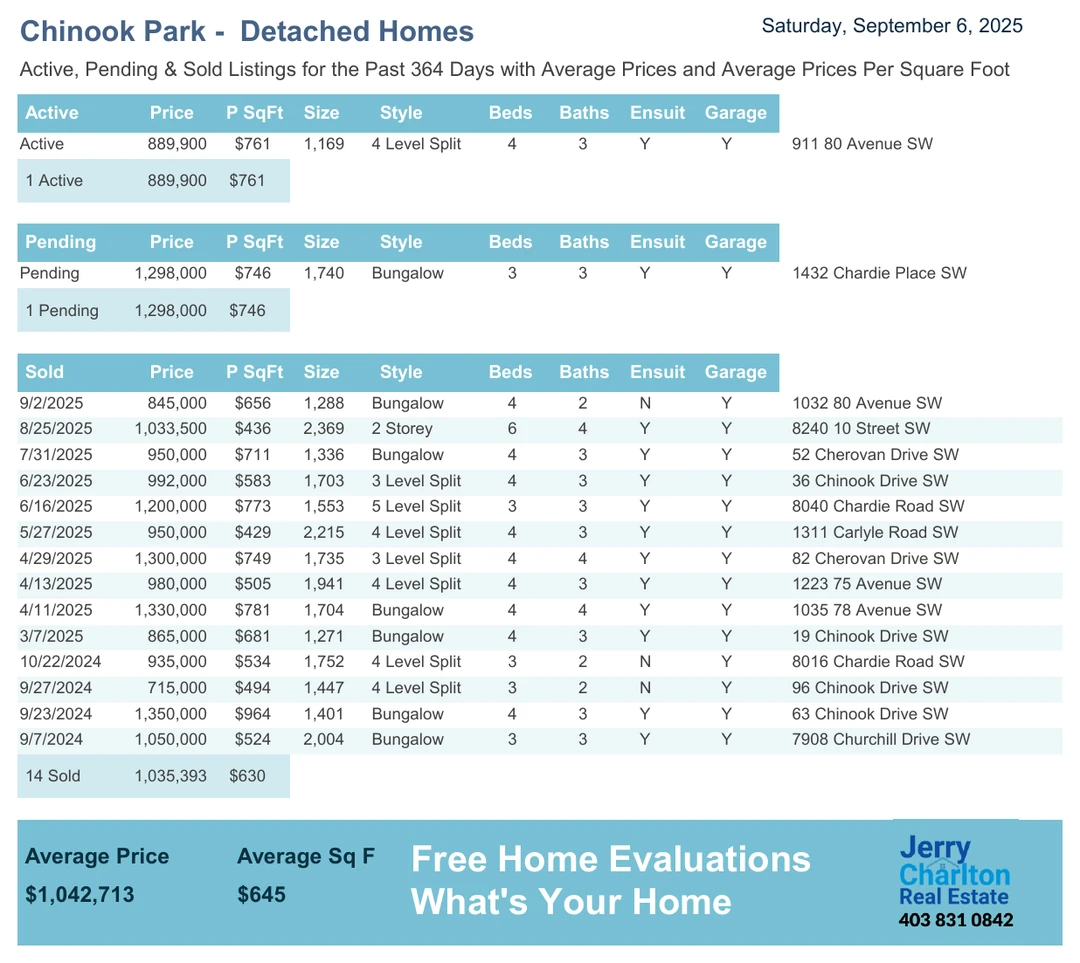 Chinook Park - Detached Homes
Saturday, September 6, 2025
Active, Pending & Sold Listings for the Past 364 Days with Average Prices and Average Prices Per Square Foot
Active Price P SqFt Size Style Beds Baths Ensuit Garage
Active 889,900 $761 1,169 4 Level Split 4 3 Y Y 911 80 Avenue SW
1 Active 889,900 $761
Pending Price P SqFt Size Style Beds Baths Ensuit Garage
Pending 1,298,000 $746 1,740 Bungalow 3 3 Y Y 1432 Chardie Place SW
1 Pending 1,298,000 $746
Sold Price P SqFt Size Style Beds Baths Ensuit Garage
9/2/2025 845,000 $656 1,288 Bungalow 4 2 N Y 1032 80 Avenue SW
8/25/2025 1,033,500 $436 2,369 2 Storey 6 4 Y Y 8240 10 Street SW
7/31/2025 950,000 $711 1,336 Bungalow 4 3 Y Y 52 Cherovan Drive SW
6/23/2025 992,000 $583 1,703 3 Level Split 4 3 Y Y 36 Chinook Drive SW
6/16/2025 1,200,000 $773 1,553 5 Level Split 3 3 Y Y 8040 Chardie Road SW
5/27/2025 950,000 $429 2,215 4 Level Split 4 3 Y Y 1311 Carlyle Road SW
4/29/2025 1,300,000 $749 1,735 3 Level Split 4 4 Y Y 82 Cherovan Drive SW
4/13/2025 980,000 $505 1,941 4 Level Split 4 3 Y Y 1223 75 Avenue SW
4/11/2025 1,330,000 $781 1,704 Bungalow 4 4 Y Y 1035 78 Avenue SW
3/7/2025 865,000 $681 1,271 Bungalow 4 3 Y Y 19 Chinook Drive SW
10/22/2024 935,000 $534 1,752 4 Level Split 3 2 N Y 8016 Chardie Road SW
9/27/2024 715,000 $494 1,447 4 Level Split 3 2 N Y 96 Chinook Drive SW
9/23/2024 1,350,000 $964 1,401 Bungalow 4 3 Y Y 63 Chinook Drive SW
9/7/2024 1,050,000 $524 2,004 Bungalow 3 3 Y Y 7908 Churchill Drive SW
14 Sold 1,035,393 $630
Average Price Average Sq F
$1,042,713 $645
Free Home Evaluations
What's Your Home
Jerry
Charlton
Real Estate
403 831 0842